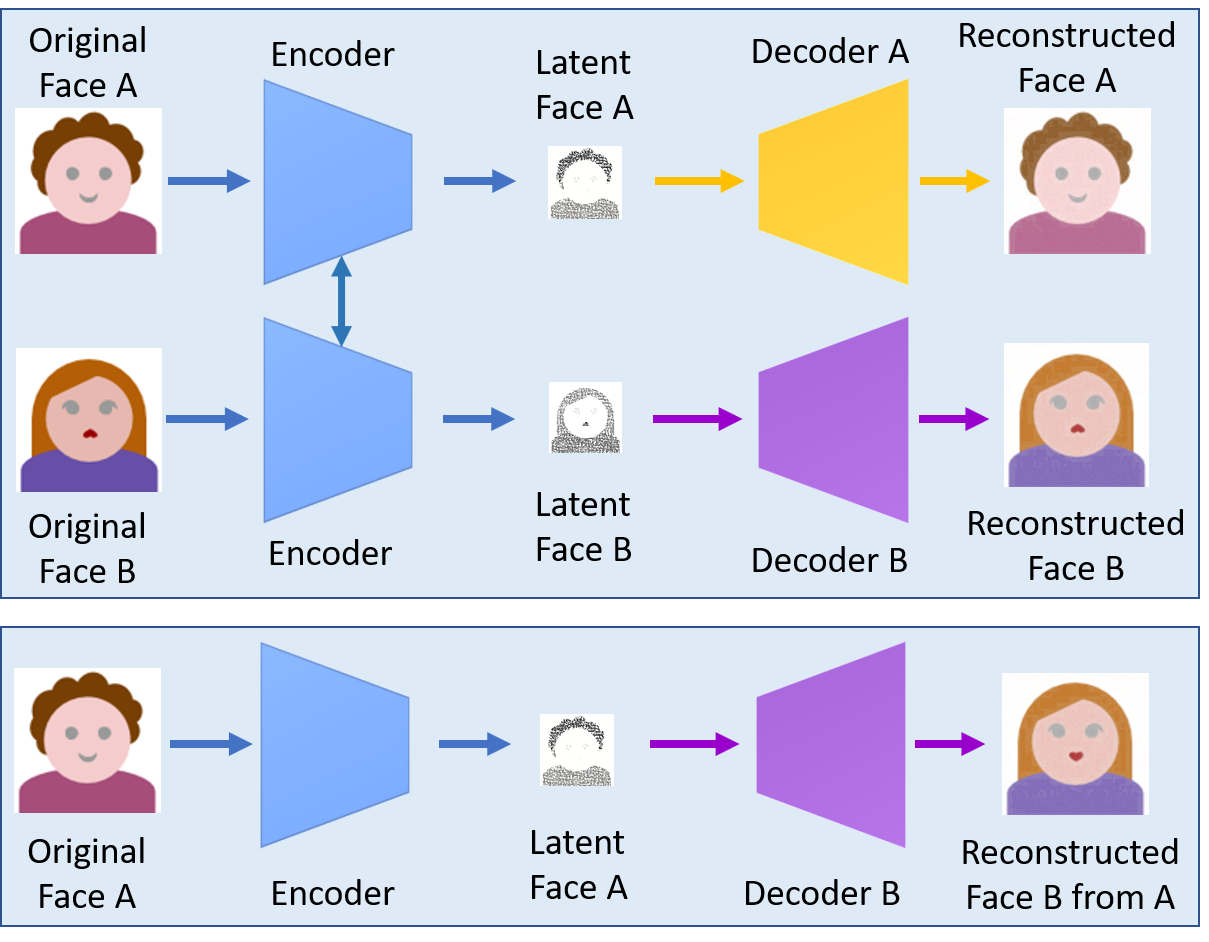 Original
Face A
Encoder
Latent
Face A
Decoder A
Reconstructed
Face A
Original
Face B
Encoder
Latent
Face B
Decoder B
Reconstructed
Face B
Original
Face A
Encoder
Latent
Face A
Decoder B
Reconstructed
Face B from A